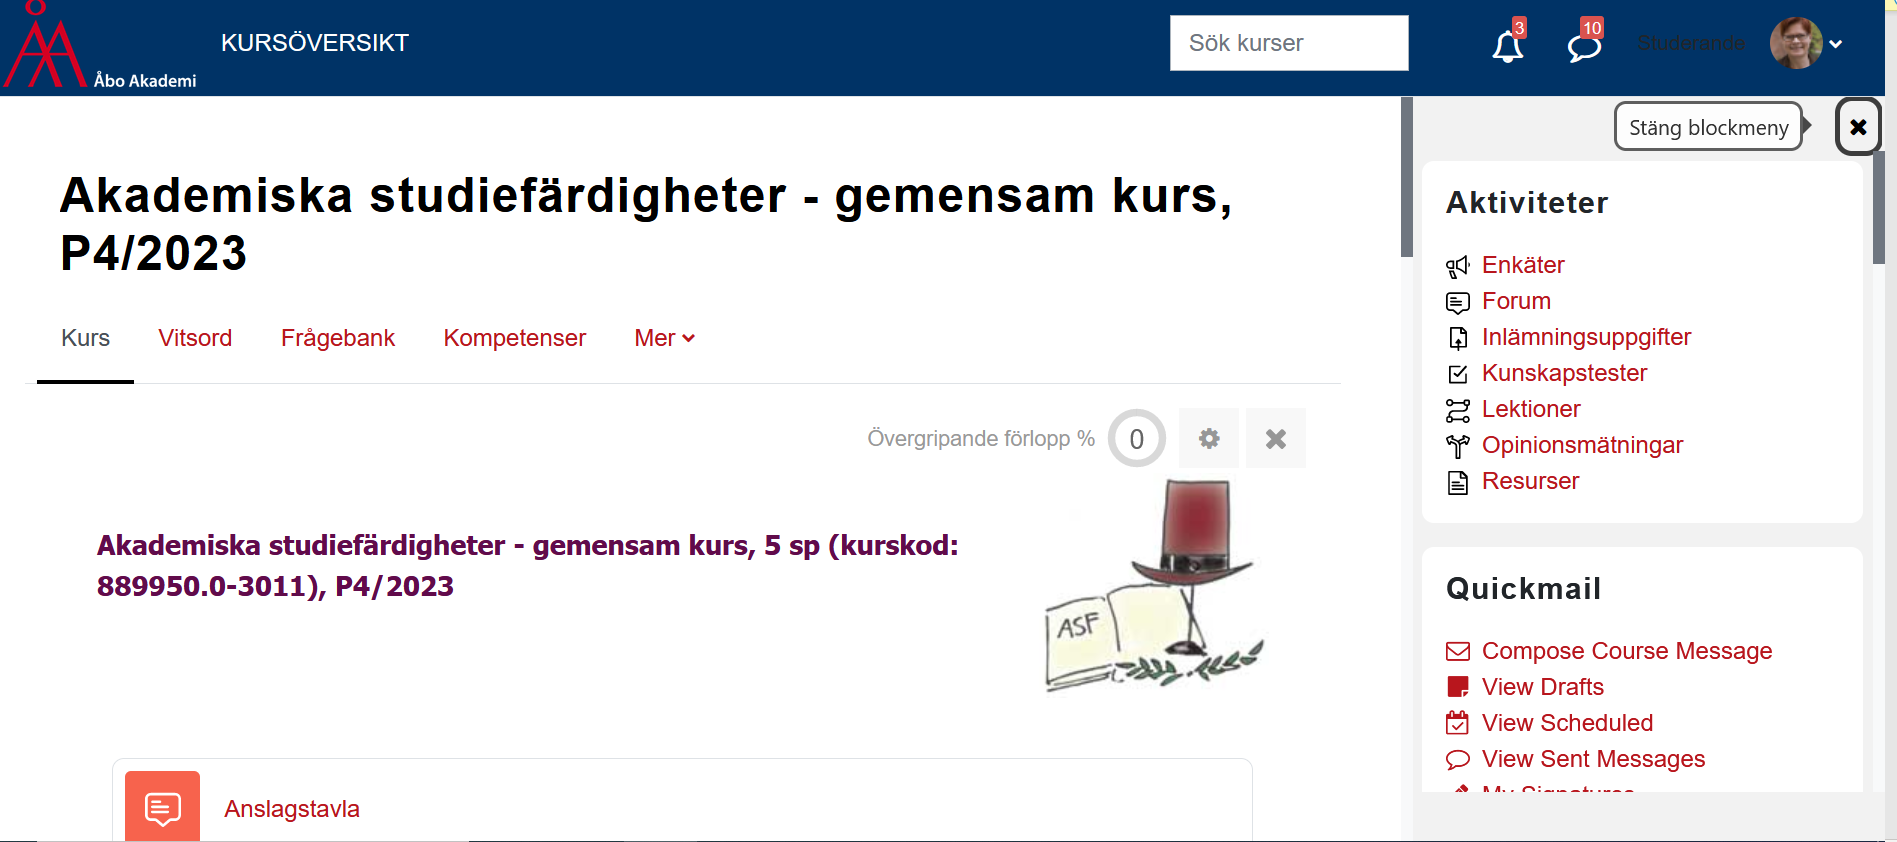 KURSÖVERSIKT
Sök kurser
3
10
Studerande
Åbo Akademi
Stäng blockmeny
Akademiska studiefärdigheter - gemensam kurs,
P4/2023
Kurs
Vitsord
Frågebank
Kompetenser
Mer
Övergripande förlopp %
0
Akademiska studiefärdigheter - gemensam kurs, 5 sp (kurskod:
889950.0-3011), P4/2023
ASF
Anslagstavla
Aktiviteter
Enkäter
Forum
Inlämningsuppgifter
Kunskapstester
Lektioner
Opinionsmätningar
Resurser
Quickmail
Compose Course Message
View Drafts
View Scheduled
View Sent Messages
My Signatures